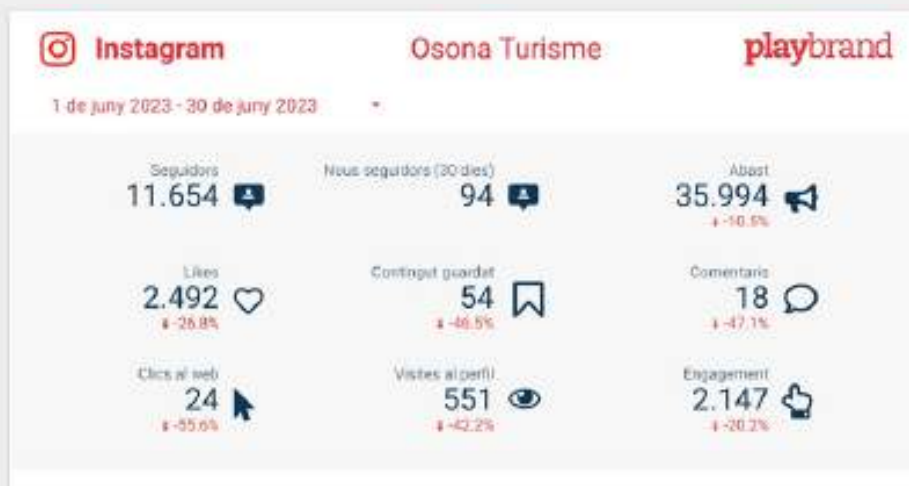 Instagram
Osona Turisme
playbrand
1 de juny 2023 - 30 de juny 2023
Seguidors
11.654
Nous seguidors (30 dies)
94
Abast
35.994
-10.5%
Likes
2.492
-26.8%
Contingut guardat
54
-46.5%
Comentaris
18
-47.1%
Clics al web
24
-55.6%
Visites al perfil
551
-42.2%
Engagement
2.147
-20.2%